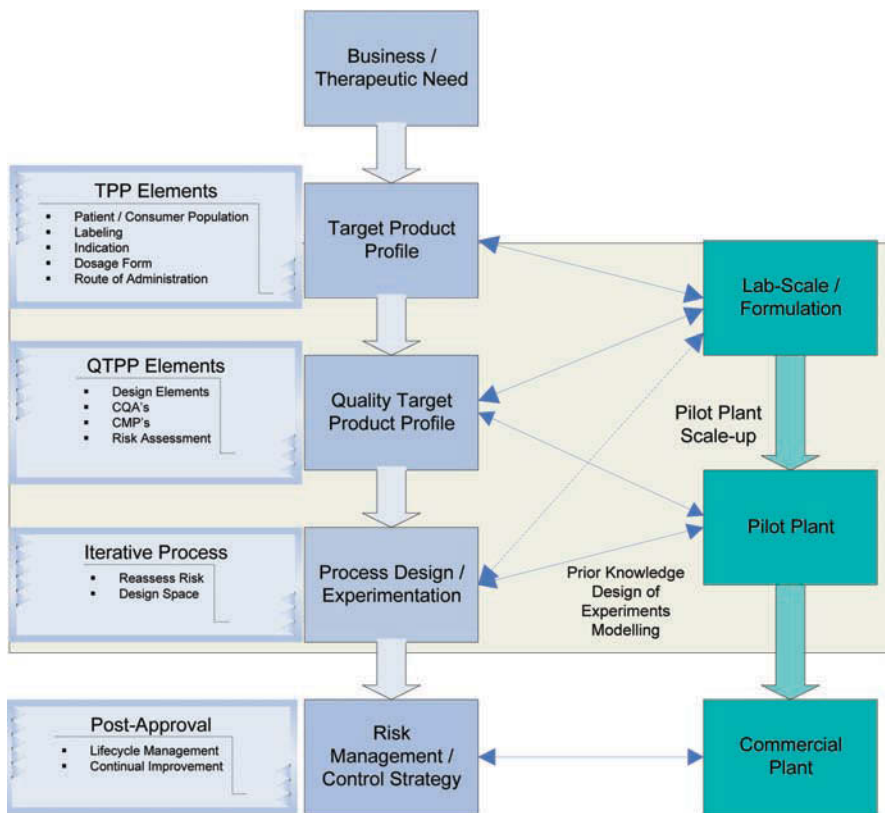 Business /
Therapeutic Need
TPP Elements
▪ Patient / Consumer Population
▪ Labeling
▪ Indication
▪ Dosage Form
▪ Route of Administration
Target Product
Profile
Lab-Scale /
Formulation
QTPP Elements
▪ Design Elements
▪ CQA's
▪ CMP's
▪ Risk Assessment
Quality Target
Product Profile
Pilot Plant
Scale-up
Pilot Plant
Iterative Process
▪ Reassess Risk
▪ Design Space
Process Design /
Experimentation
Prior Knowledge
Design of
Experiments
Modelling
Post-Approval
▪ Lifecycle Management
▪ Continual Improvement
Risk
Management /
Control Strategy
Commercial
Plant